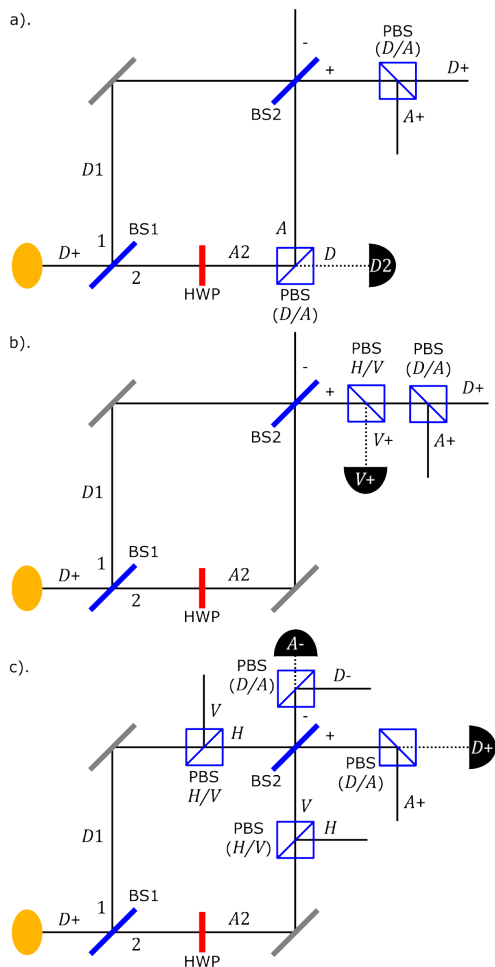 a).
PBS
(D/A)
-
+
D+
BS2
A+
D1
BS1
D+
1
2
A2
HWP
A
D
D2
PBS
(D/A)
b).
PBS
H/V
PBS
(D/A)
-
+
D+
BS2
V+
A+
V+
D1
BS1
D+
1
2
A2
HWP
c).
A-
PBS
(D/A)
D-
V
H
-
+
D+
PBS
H/V
BS2
PBS
(D/A)
A+
V
H
PBS
(H/V)
D1
BS1
D+
1
2
A2
HWP